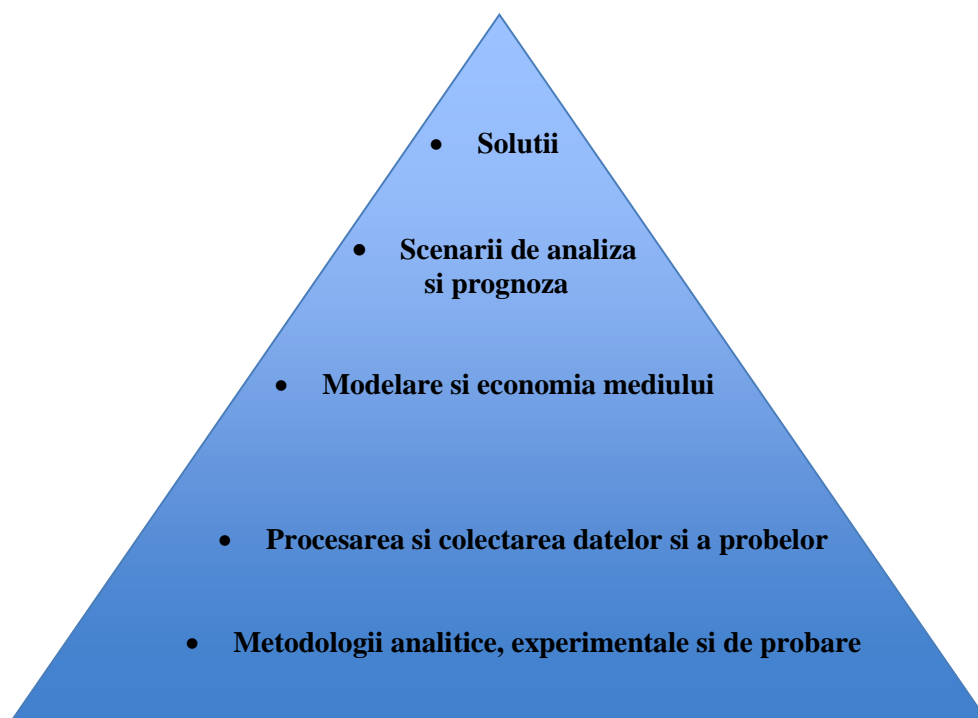 • Solutii
• Scenarii de analiza
si prognoza
• Modelare si economia mediului
• Procesarea si colectarea datelor si a probelor
• Metodologii analitice, experimentale si de probare